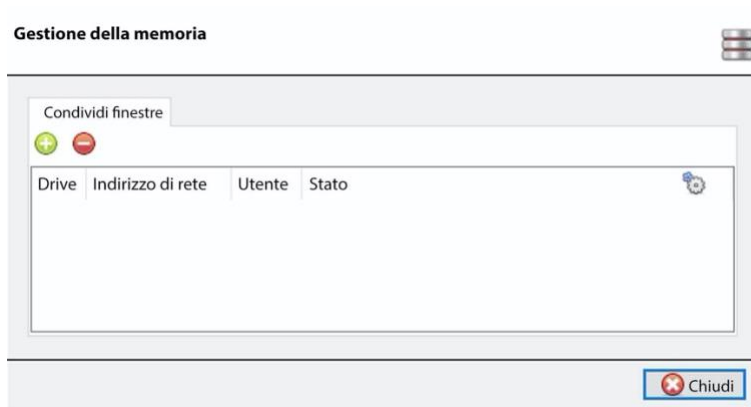 Gestione della memoria
Condividi finestre
Drive Indirizzo di rete Utente Stato
Chiudi